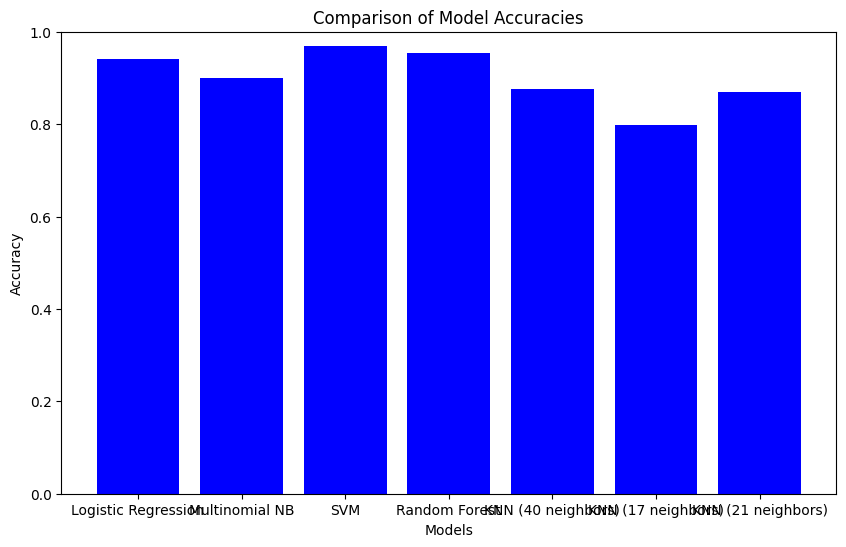 Comparison of Model Accuracies
1.0
0.8
0.6
0.4
0.2
0.0
Accuracy
Logistic Regression
Multinomial NB
SVM
Random Forest
KNN (40 neighbors)
KNN (17 neighbors)
KNN (21 neighbors)
Models